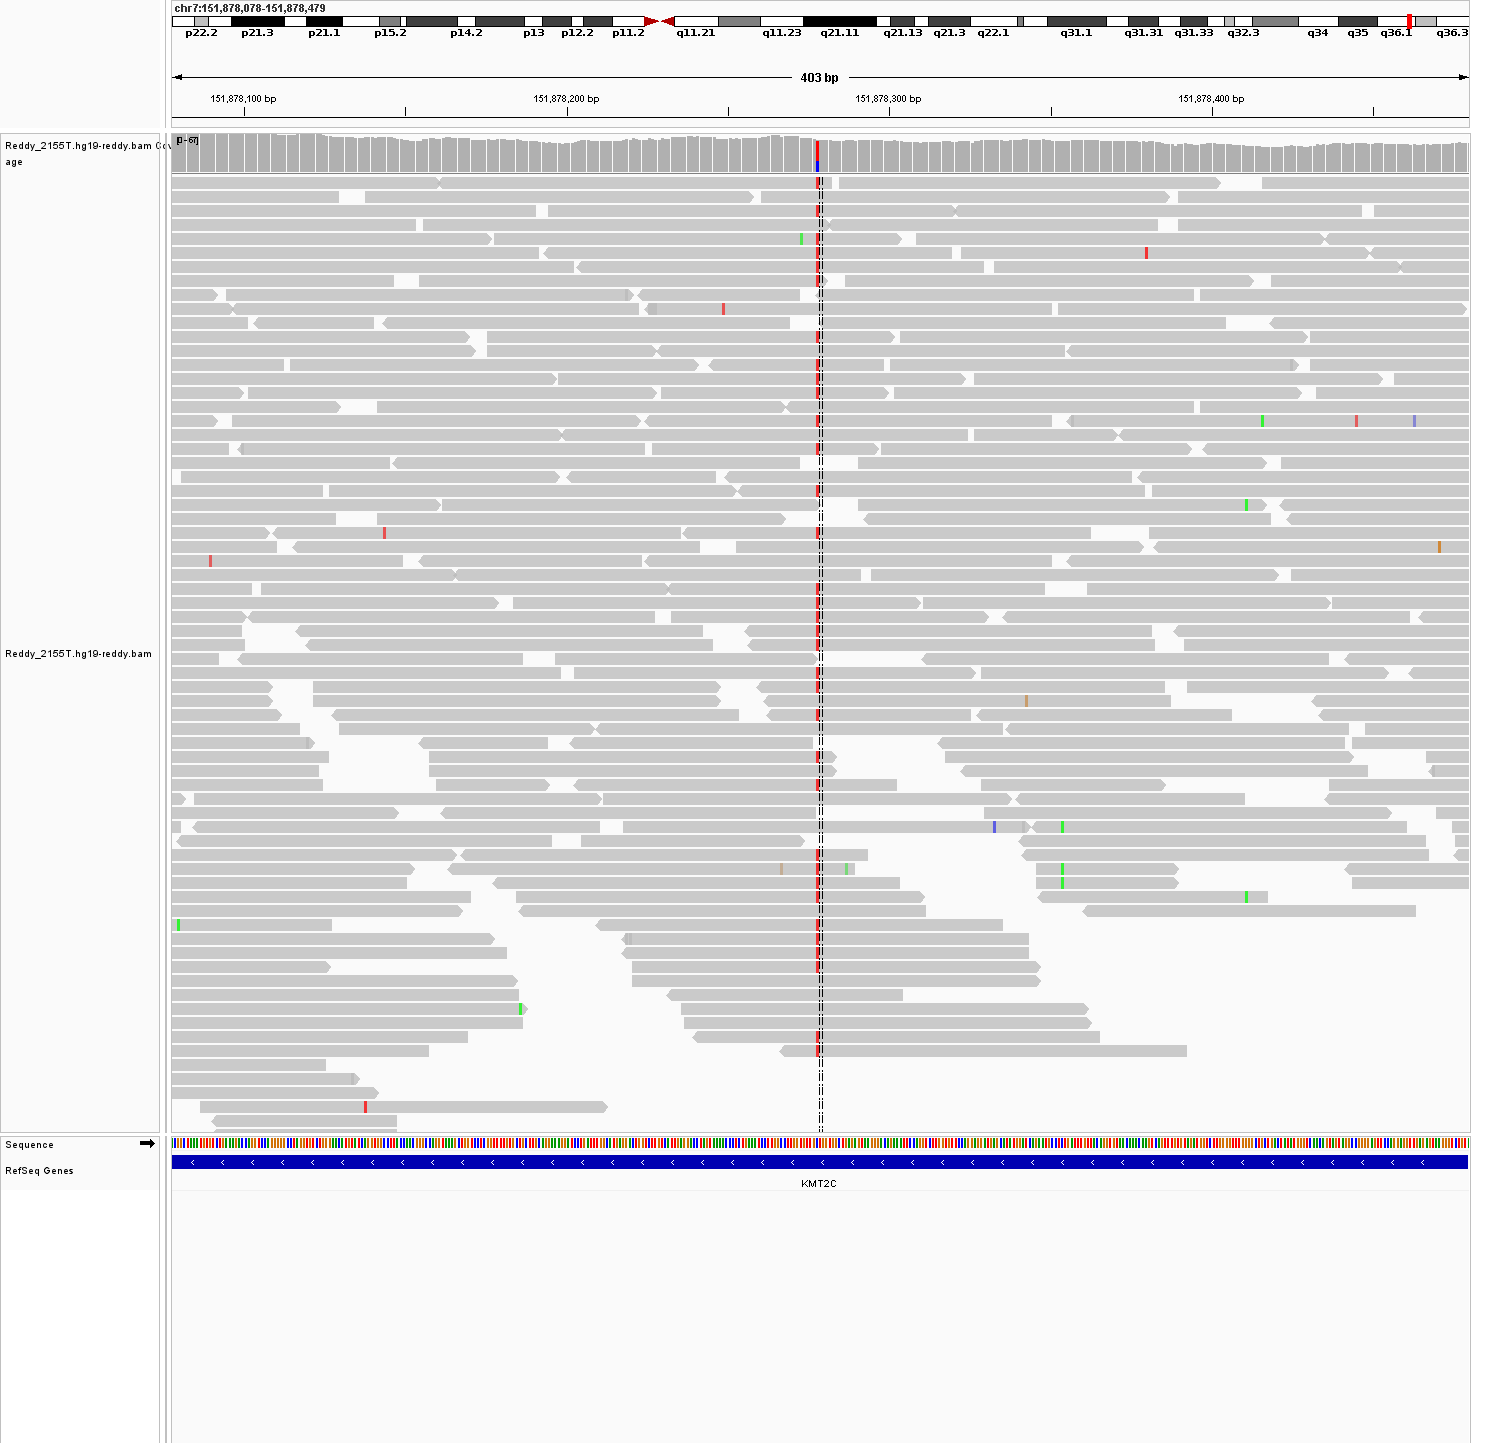 chr7:151,878,078-151,878,479
p22.2 p21.3 p21.1 p15.2 p14.2 p13 p12.2 p11.2 q11.21 q11.23 q21.11 q21.13 q21.3 q22.1 q31.1 q31.31 q31.33 q32.3 q34 q35 q36.1 q36.3
403 bp
151,878,100 bp 151,878,200 bp 151,878,300 bp 151,878,400 bp
Reddy_2155T.hg19-reddy.bam Cov
age
[0 - 67]
Reddy_2155T.hg19-reddy.bam
Sequence
RefSeq Genes
KMT2C